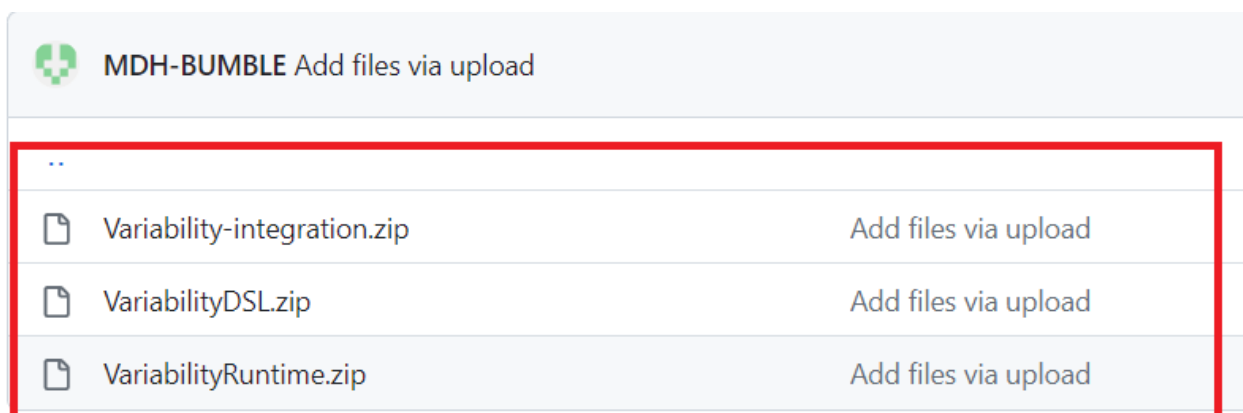 MDH-BUMBLE Add files via upload
..
Variability-integration.zip Add files via upload
VariabilityDSL.zip Add files via upload
VariabilityRuntime.zip Add files via upload